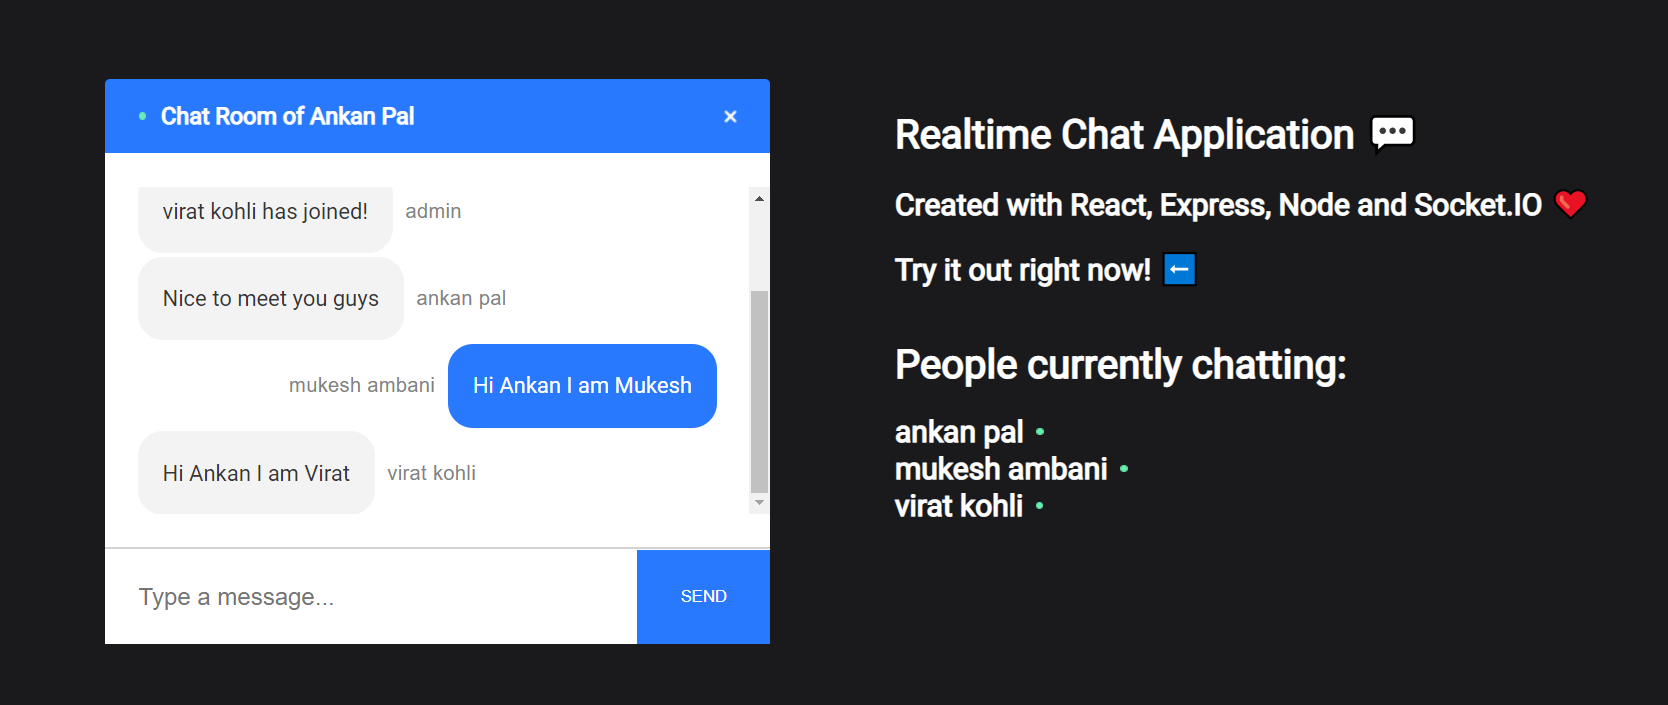 Chat Room of Ankan Pal
virat kohli has joined! admin
Nice to meet you guys ankan pal
mukesh ambani Hi Ankan I am Mukesh
Hi Ankan I am Virat virat kohli
Type a message...
SEND
Realtime Chat Application
Created with React, Express, Node and Socket.IO
Try it out right now!
People currently chatting:
ankan pal
mukesh ambani
virat kohli